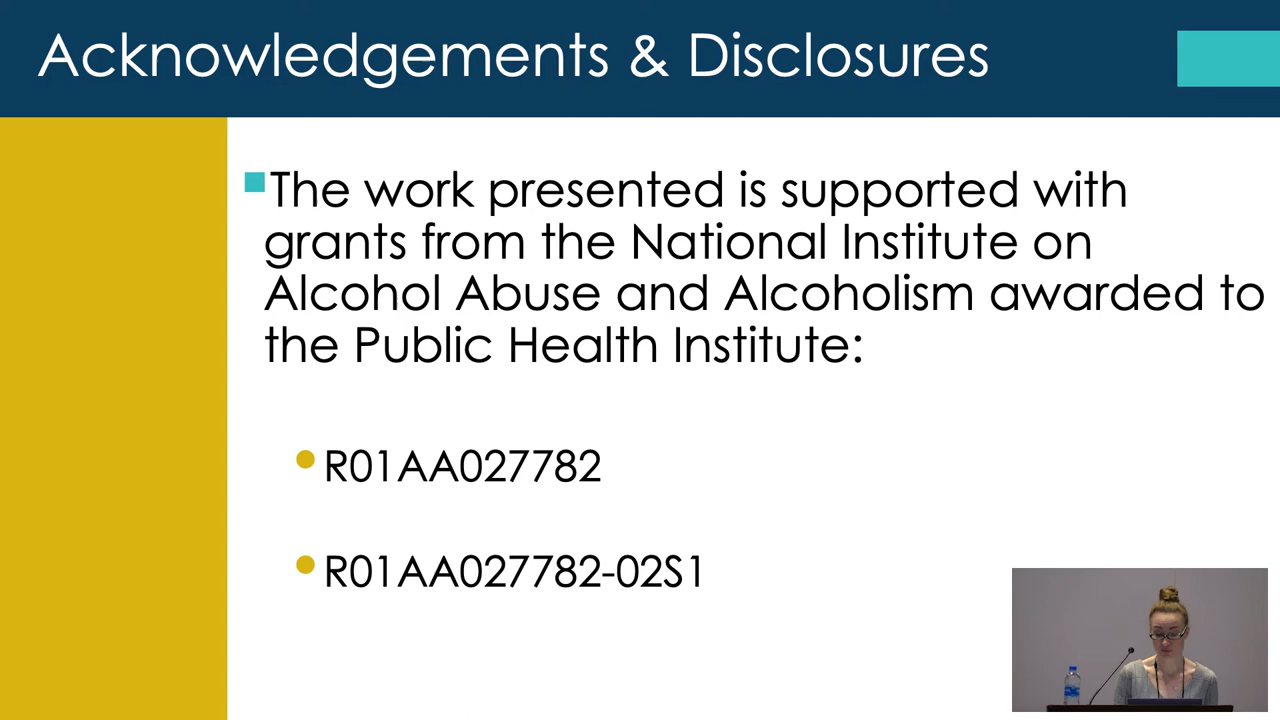 Acknowledgements & Disclosures
The work presented is supported with
grants from the National Institute on
Alcohol Abuse and Alcoholism awarded to
the Public Health Institute:
R01AA027782
R01AA027782-02S1